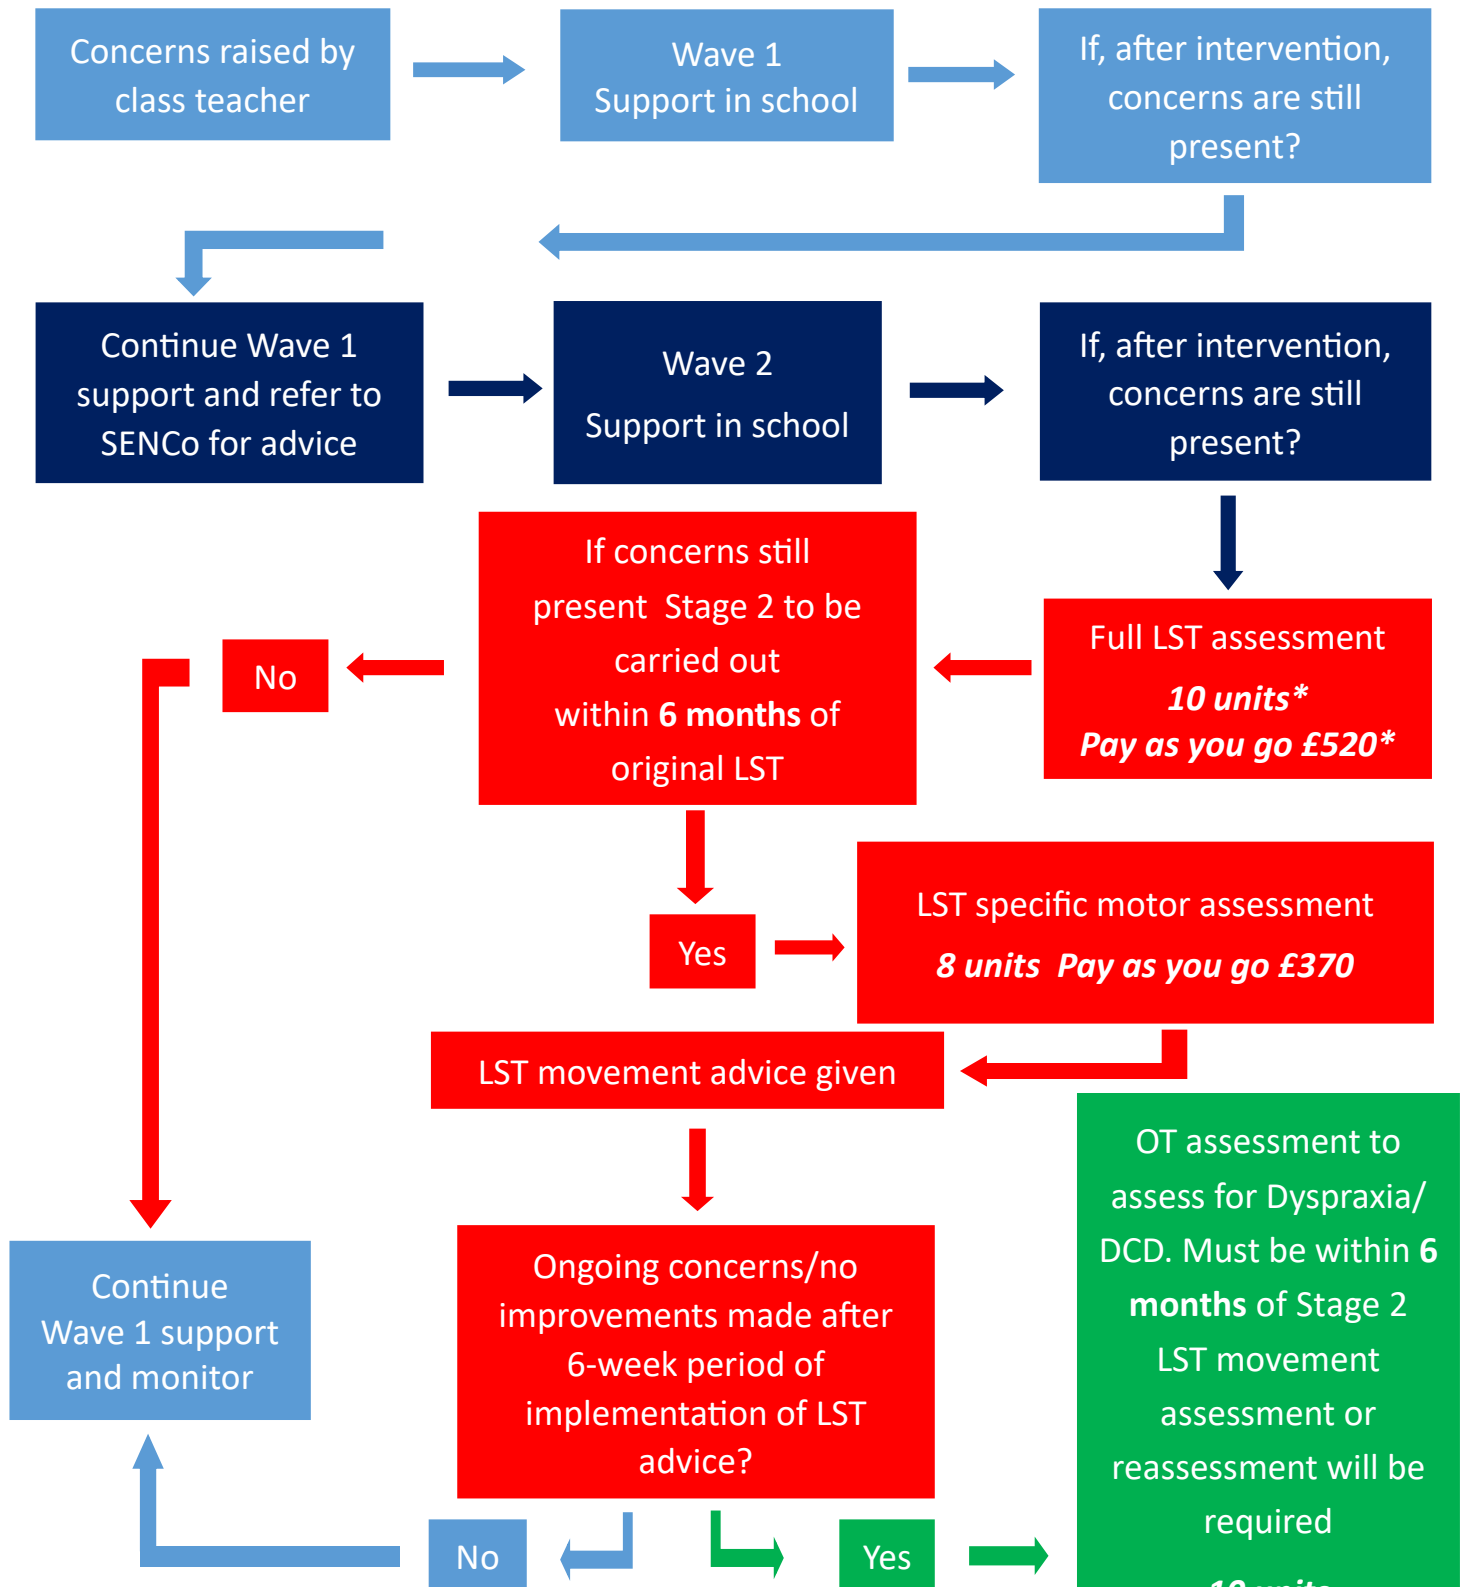 Concerns raised by
class teacher
Wave 1
Support in school
If, after intervention,
concerns are still
present?
Continue Wave 1
support and refer to
SENCo for advice
Wave 2
Support in school
If, after intervention,
concerns are still
present?
Full LST assessment
10 units*
Pay as you go £520*
If concerns still
present Stage 2 to be
carried out
within 6 months of
original LST
No
Yes
LST specific motor assessment
8 units Pay as you go £370
LST movement advice given
Ongoing concerns/no
improvements made after
6-week period of
implementation of LST
advice?
Continue
Wave 1 support
and monitor
No
Yes
OT assessment to
assess for Dyspraxia/
DCD. Must be within 6
months of Stage 2
LST movement
assessment or
reassessment will be
required
units